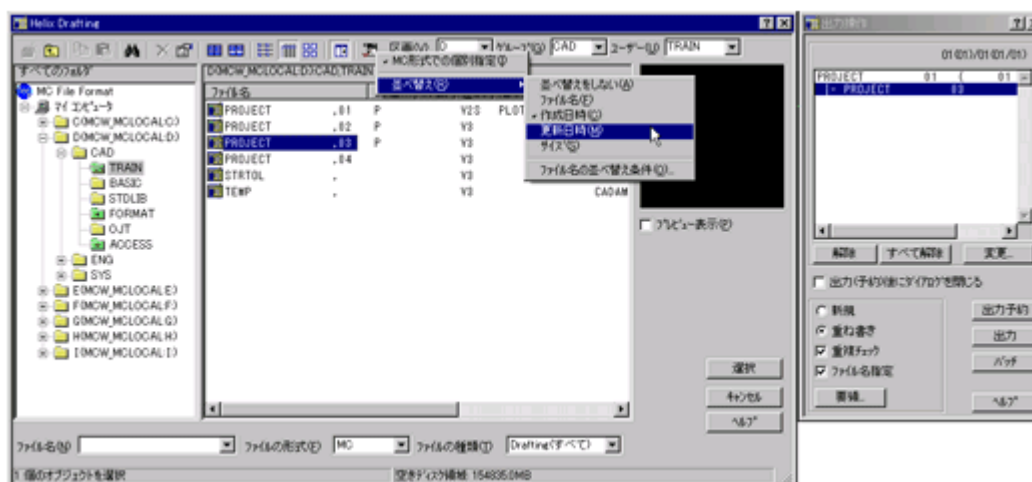 Helix Drafting
区画(V) D グループ(G) CAD ユーザー(U) TRAIN
すべてのフォルダ
D(MCW_MCLOCAL:D)CAD,TRAIN
MC File Format
マイ コンピュータ
C(MCW_MCLOCAL:C)
D(MCW_MCLOCAL:D)
CAD
TRAIN
BASIC
STDLIB
FORMAT
OJT
ACCESS
ENG
SYS
E(MCW_MCLOCAL:E)
F(MCW_MCLOCAL:F)
G(MCW_MCLOCAL:G)
H(MCW_MCLOCAL:H)
I(MCW_MCLOCAL:I)
ファイル名
PROJECT .01 P V2S PLOT
PROJECT .02 P V3
PROJECT .03 P V3
PROJECT .04 V3
STRTOL . V3
TEMP . V3 CADAM
MC形式での個別指定(I)
並べ替え(R)
並べ替えをしない(A)
ファイル名(F)
作成日時(C)
更新日時(M)
サイズ(S)
ファイル名の並べ替え条件(O)...
プレビュー表示(P)
選択
キャンセル
ヘルプ
ファイル名(N) ファイルの形式(F) MC ファイルの種類(T) Drafting(すべて)
1 個のオブジェクトを選択 空きディスク領域: 154835.0MB
出力操作
01(01)/01(01/01)
PROJECT 01 ( 01
|- PROJECT 03
解除 すべて解除 変更...
出力(予約)後にダイアログを閉じる
新規
重ね書き
重複チェック
ファイル名指定
要領...
出力予約
出力
バッチ
ヘルプ